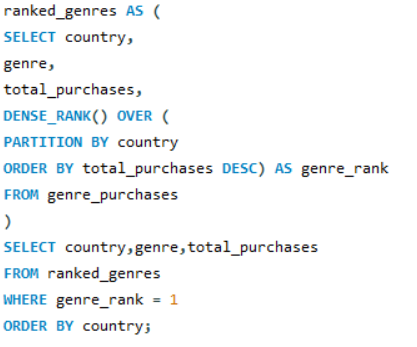 ranked_genres AS (
SELECT country,
genre,
total_purchases,
DENSE_RANK() OVER (
PARTITION BY country
ORDER BY total_purchases DESC) AS genre_rank
FROM genre_purchases
)
SELECT country,genre,total_purchases
FROM ranked_genres
WHERE genre_rank = 1
ORDER BY country;